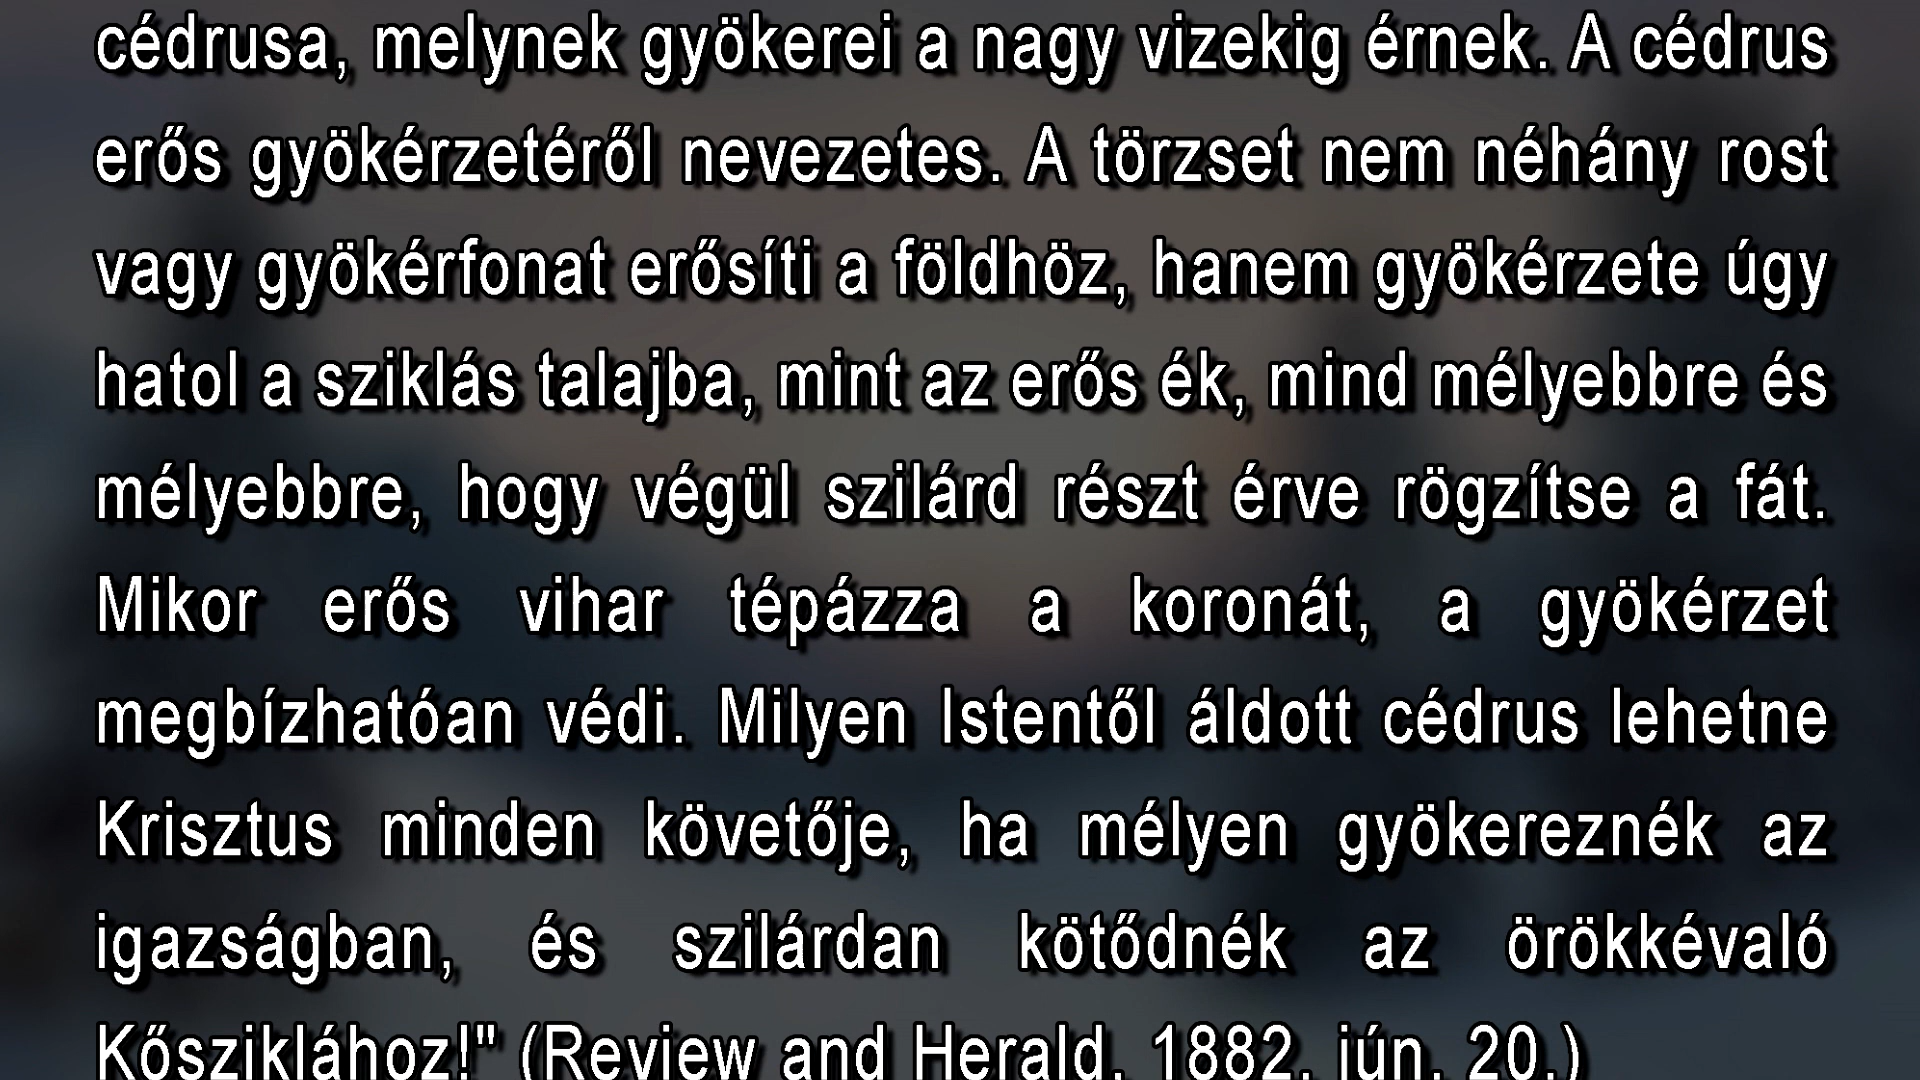 cédrusa, melynek gyökerei a nagy vizekig érnek. A cédrus
erős gyökérzetéről nevezetes. A törzset nem néhány rost
vagy gyökérfonat erősíti a földhöz, hanem gyökérzete úgy
hatol a sziklás talajba, mint az erős ék, mind mélyebbre és
mélyebbre, hogy végül szilárd részt érve rögzítse a fát.
Mikor erős vihar tépázza a koronát, a gyökérzet
megbízhatóan védi. Milyen Istentől áldott cédrus lehetne
Krisztus minden követője, ha mélyen gyökereznék az
igazságban, és szilárdan kötődnék az örökkévaló
Kősziklához!" (Review and Herald, 1882. jún. 20.)